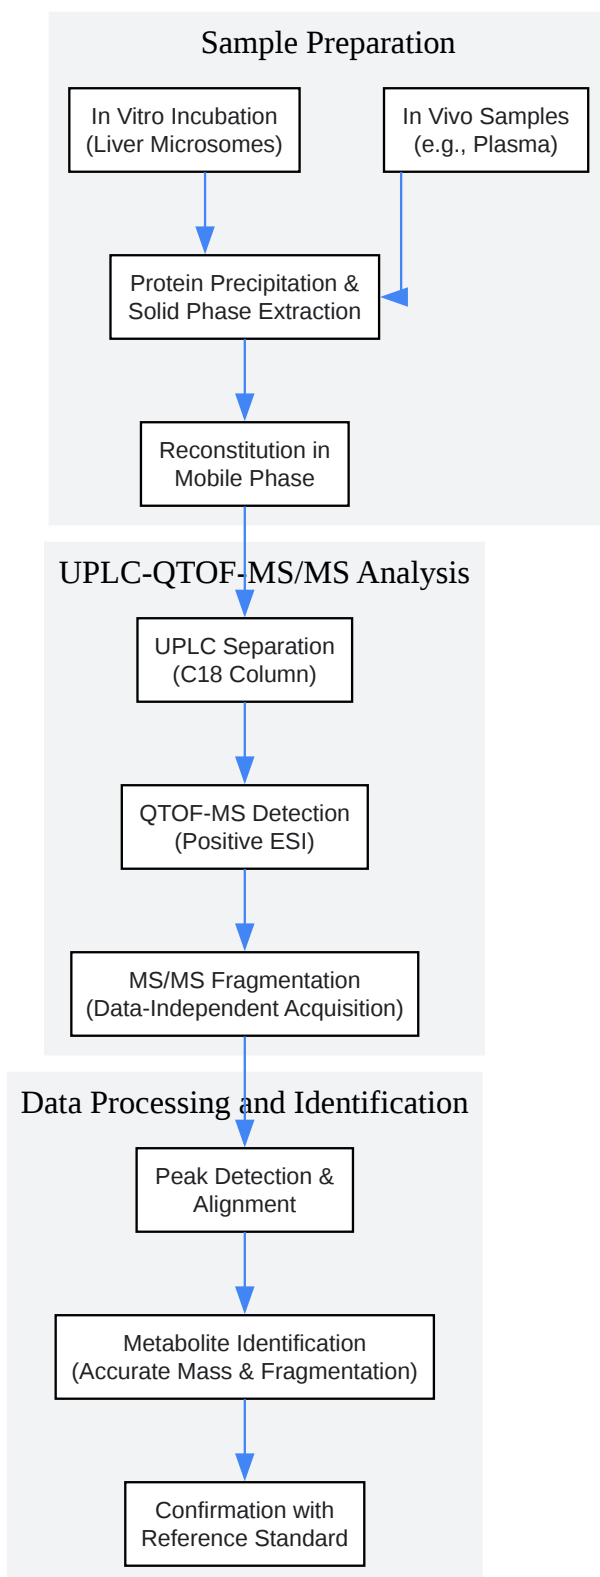 Sample Preparation
In Vitro Incubation
(Liver Microsomes)
In Vivo Samples
(e.g., Plasma)
Protein Precipitation &
Solid Phase Extraction
Reconstitution in
Mobile Phase
UPLC-QTOF-MS/MS Analysis
UPLC Separation
(C18 Column)
QTOF-MS Detection
(Positive ESI)
MS/MS Fragmentation
(Data-Independent Acquisition)
Data Processing and Identification
Peak Detection &
Alignment
Metabolite Identification
(Accurate Mass & Fragmentation)
Confirmation with
Reference Standard